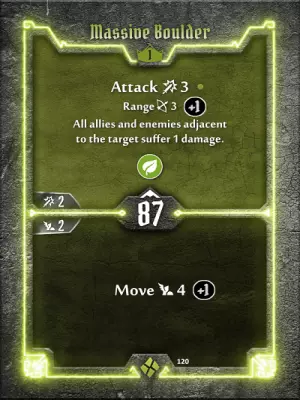 Massive Boulder
1
Attack 3
Range 3 +1
All allies and enemies adjacent
to the target suffer 1 damage.
2
87
2
Move 4 +1
120